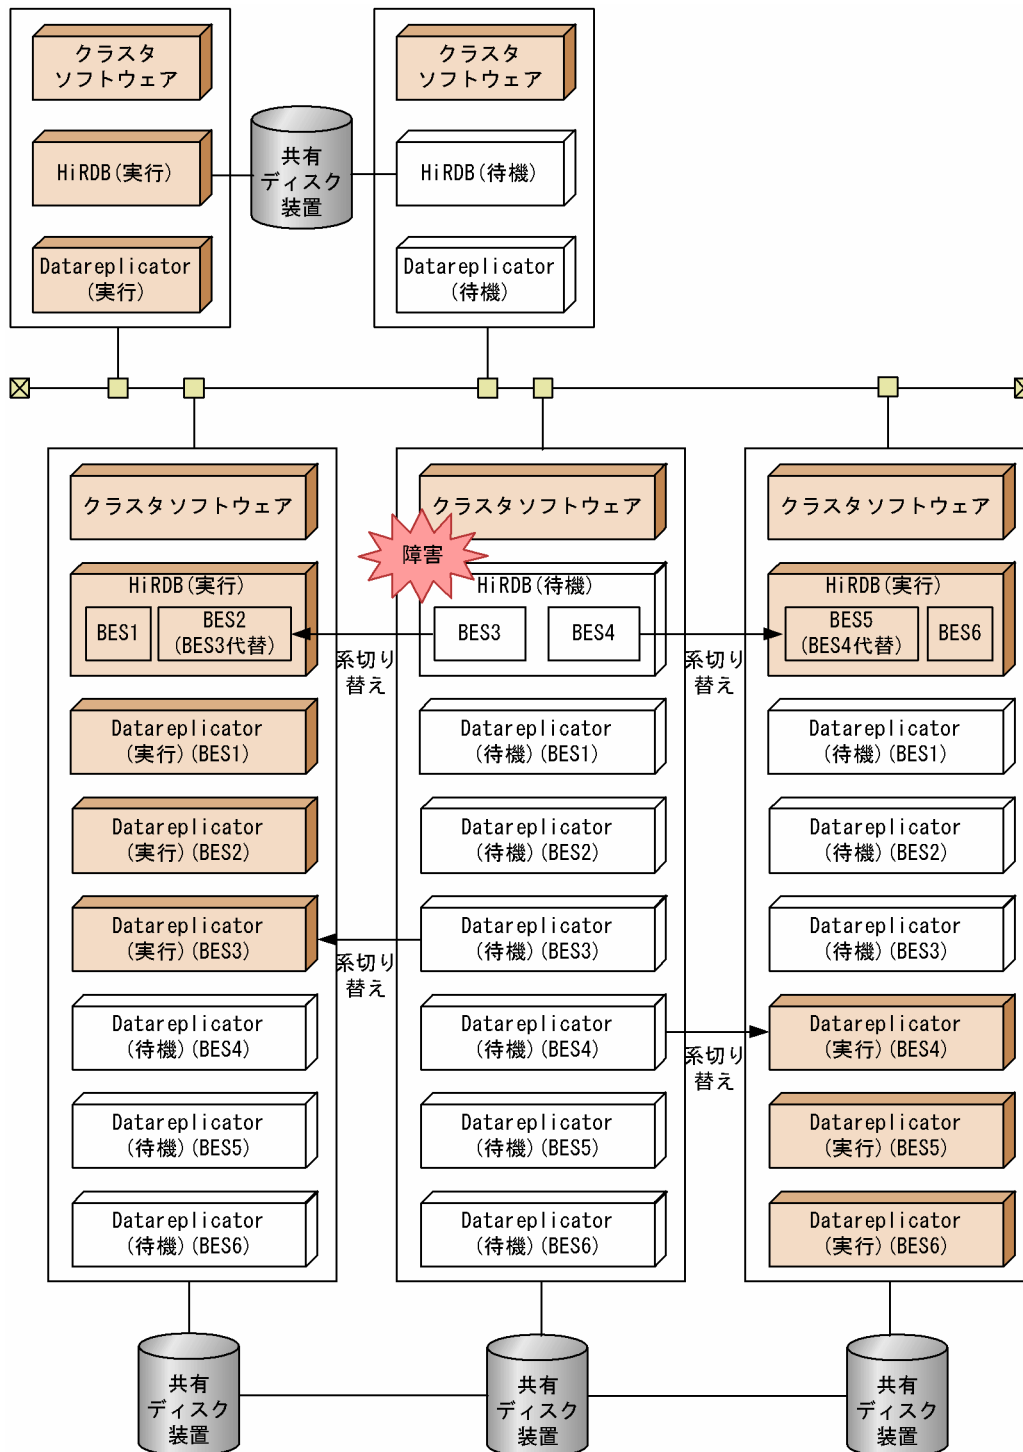 クラスタ
ソフトウェア
クラスタ
ソフトウェア
HiRDB(実行)
共有
ディスク
装置
HiRDB(待機)
Datareplicator
(実行)
Datareplicator
(待機)
クラスタソフトウェア
クラスタソフトウェア
クラスタソフトウェア
障害
HiRDB(実行)
BES1
BES2
(BES3代替)
HiRDB(待機)
BES3
BES4
HiRDB(実行)
BES5
(BES4代替)
BES6
系切り
替え
系切り
替え
Datareplicator
(実行)(BES1)
Datareplicator
(待機)(BES1)
Datareplicator
(待機)(BES1)
Datareplicator
(実行)(BES2)
Datareplicator
(待機)(BES2)
Datareplicator
(待機)(BES2)
Datareplicator
(実行)(BES3)
Datareplicator
(待機)(BES3)
Datareplicator
(待機)(BES3)
系切り
替え
Datareplicator
(待機)(BES4)
Datareplicator
(待機)(BES4)
Datareplicator
(実行)(BES4)
系切り
替え
Datareplicator
(待機)(BES5)
Datareplicator
(待機)(BES5)
Datareplicator
(実行)(BES5)
Datareplicator
(待機)(BES6)
Datareplicator
(待機)(BES6)
Datareplicator
(実行)(BES6)
共有
ディスク
装置
共有
ディスク
装置
共有
ディスク
装置